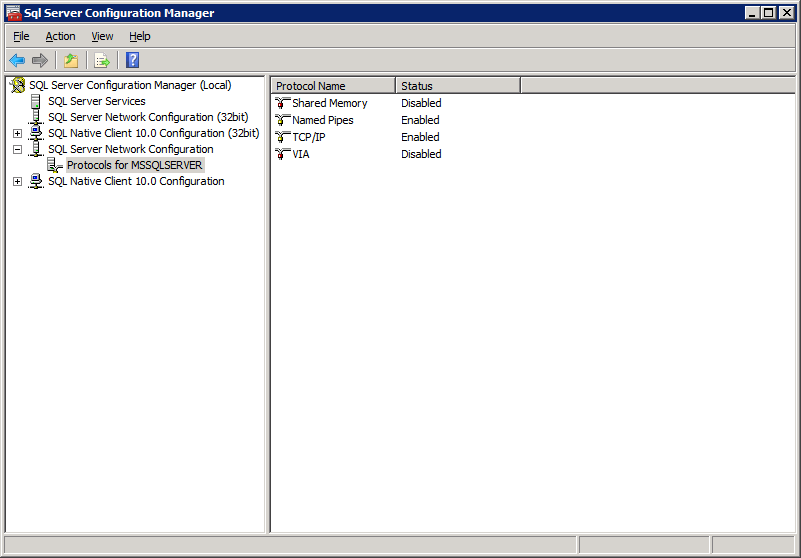 Sql Server Configuration Manager
File Action View Help
SQL Server Configuration Manager (Local)
SQL Server Services
SQL Server Network Configuration (32bit)
SQL Native Client 10.0 Configuration (32bit)
SQL Server Network Configuration
Protocols for MSSQLSERVER
SQL Native Client 10.0 Configuration
Protocol Name Status
Shared Memory Disabled
Named Pipes Enabled
TCP/IP Enabled
VIA Disabled